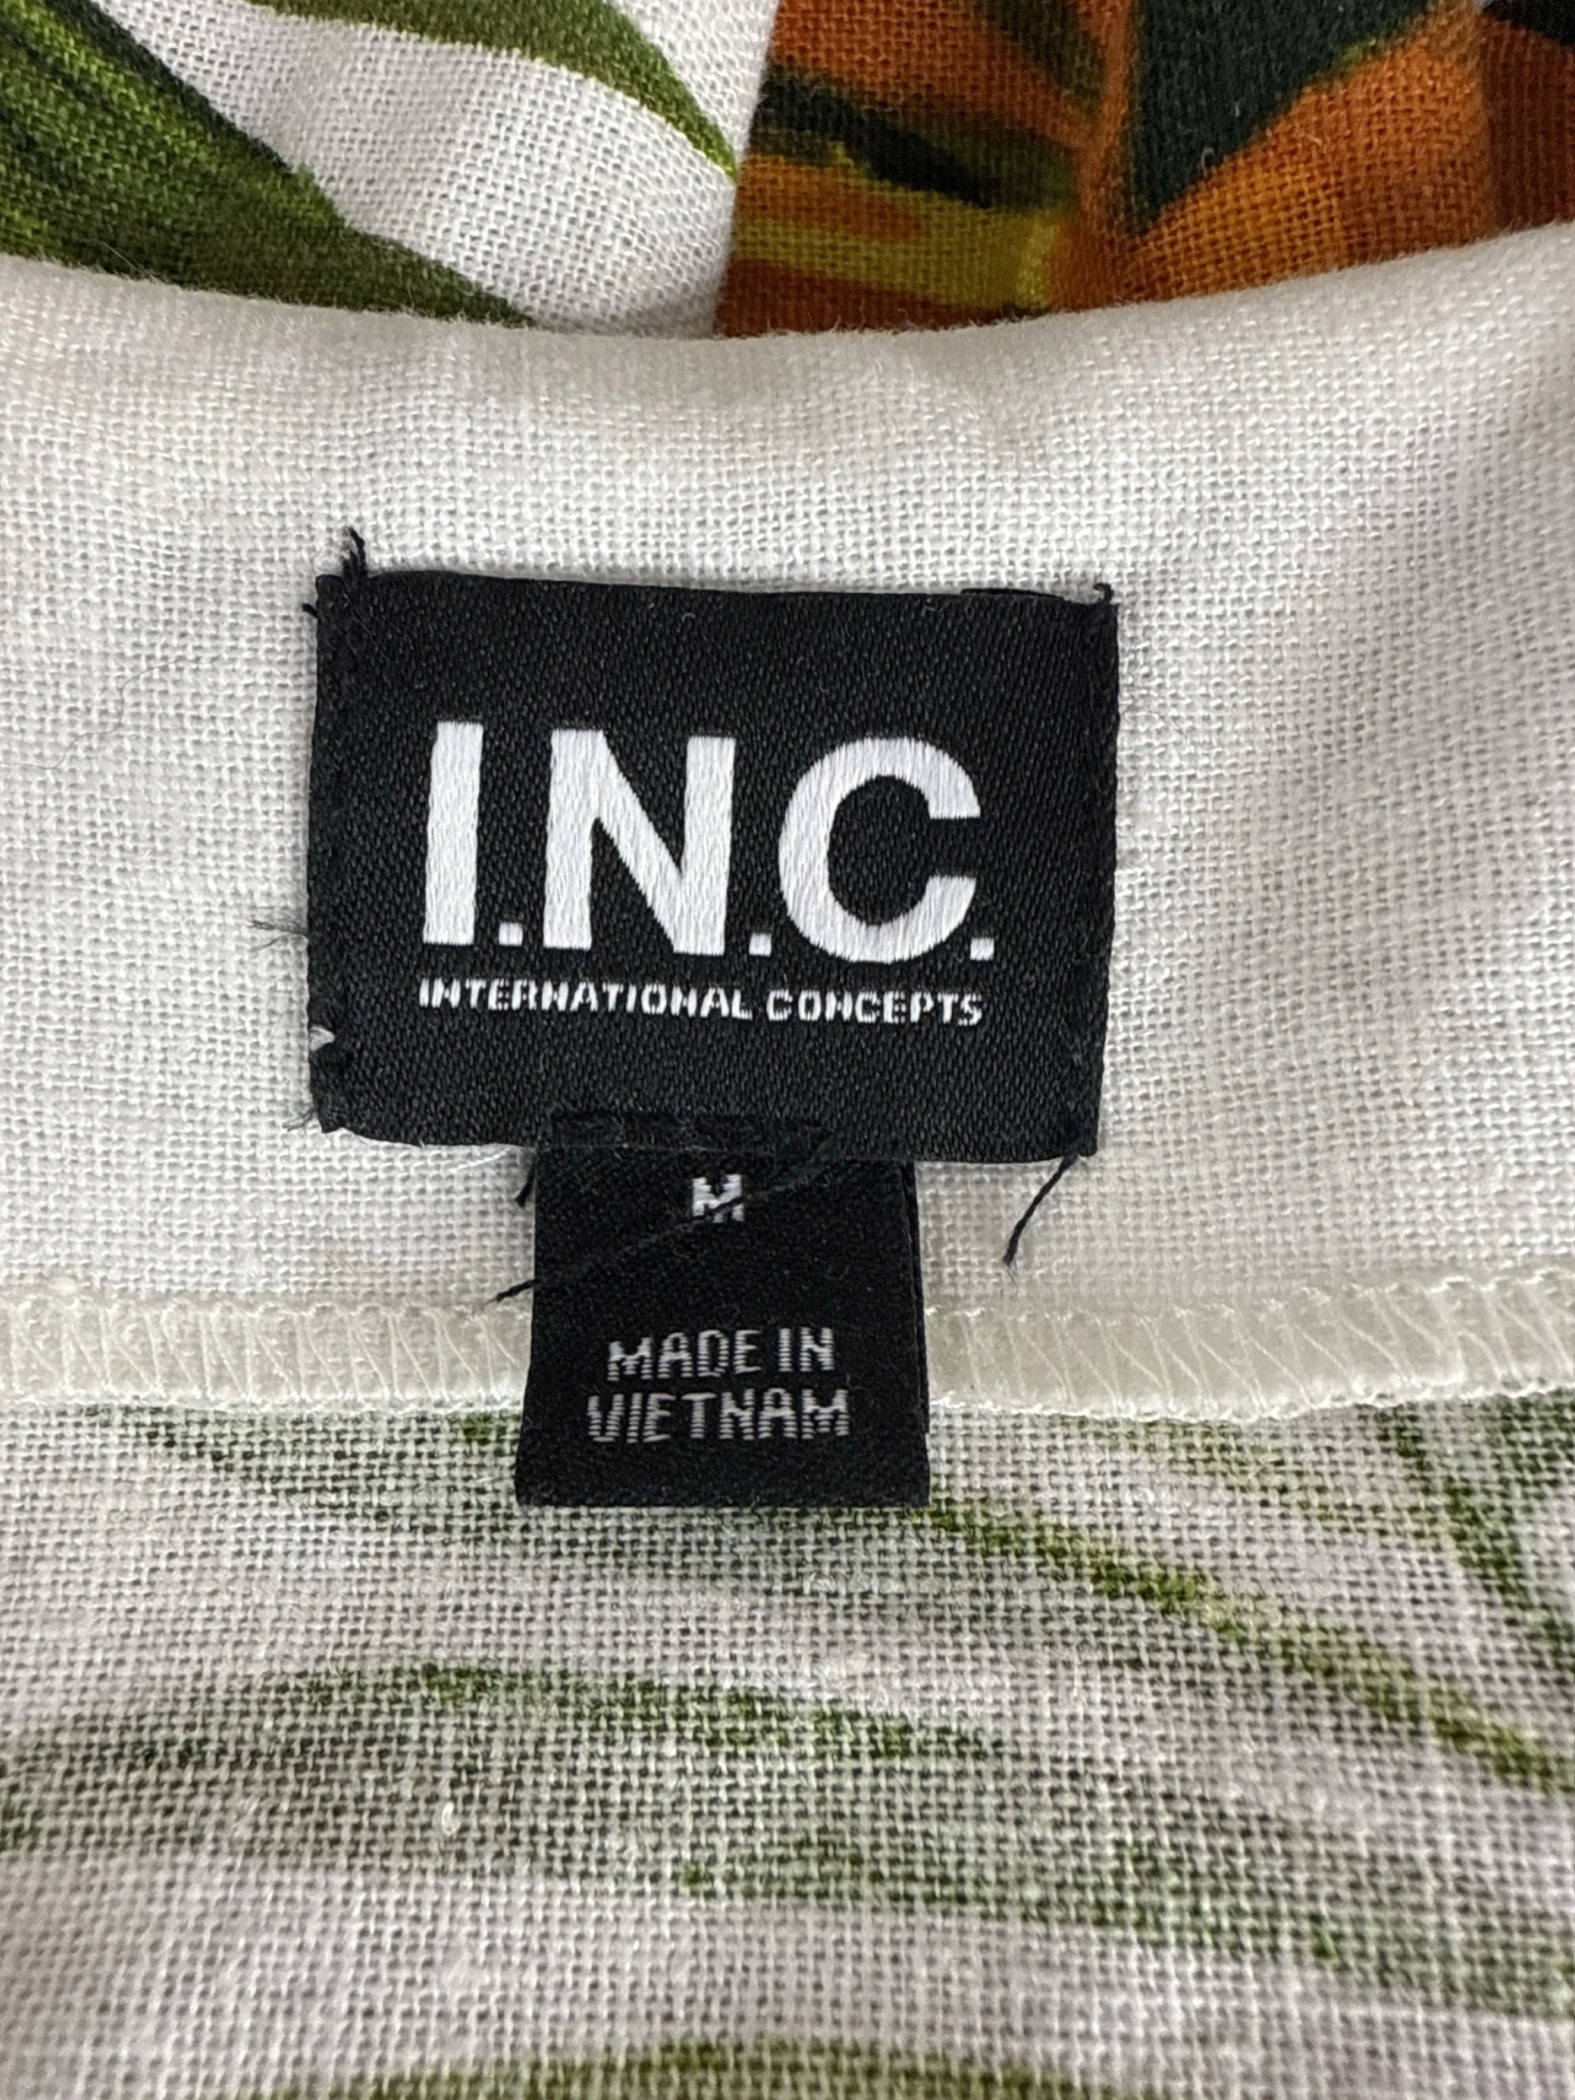 I.N.C.
INTERNATIONAL CONCEPTS
M
MADE IN
VIETNAM